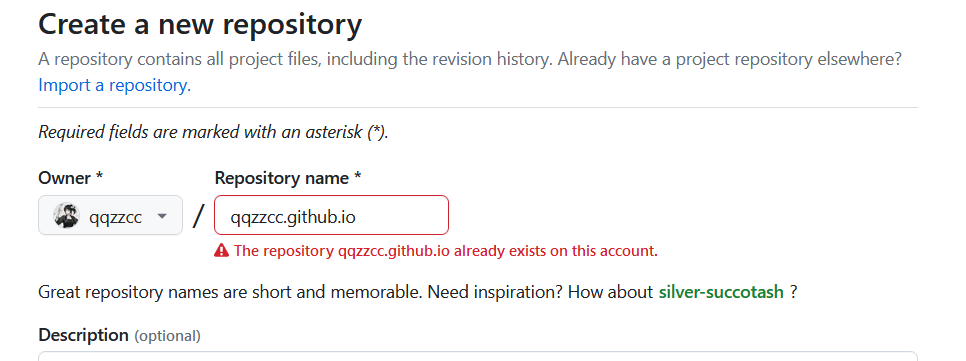 Create a new repository
A repository contains all project files, including the revision history. Already have a project repository elsewhere?
Import a repository.
Required fields are marked with an asterisk (*).
Owner * Repository name *
qqzzcc / qqzzcc.github.io
The repository qqzzcc.github.io already exists on this account.
Great repository names are short and memorable. Need inspiration? How about silver-succotash ?
Description (optional)